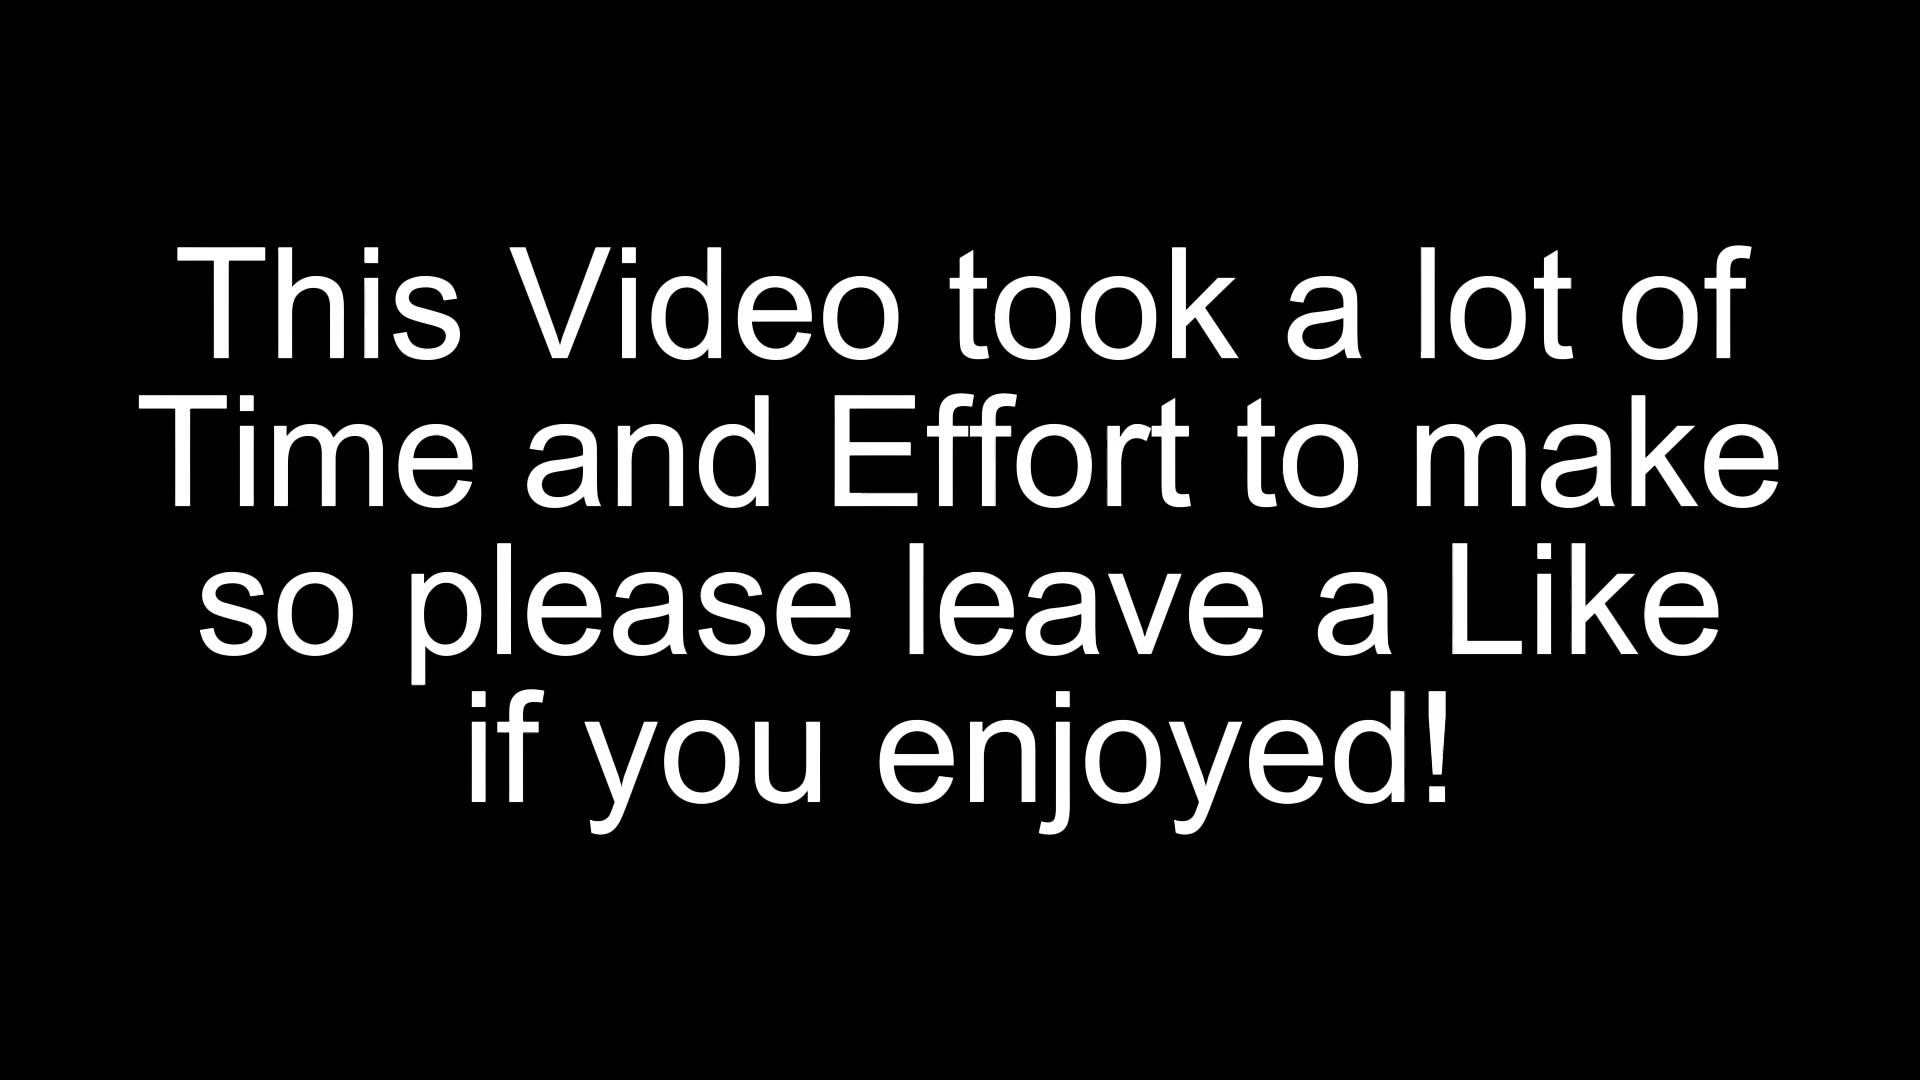 This Video took a lot of
Time and Effort to make
so please leave a Like
if you enjoyed!